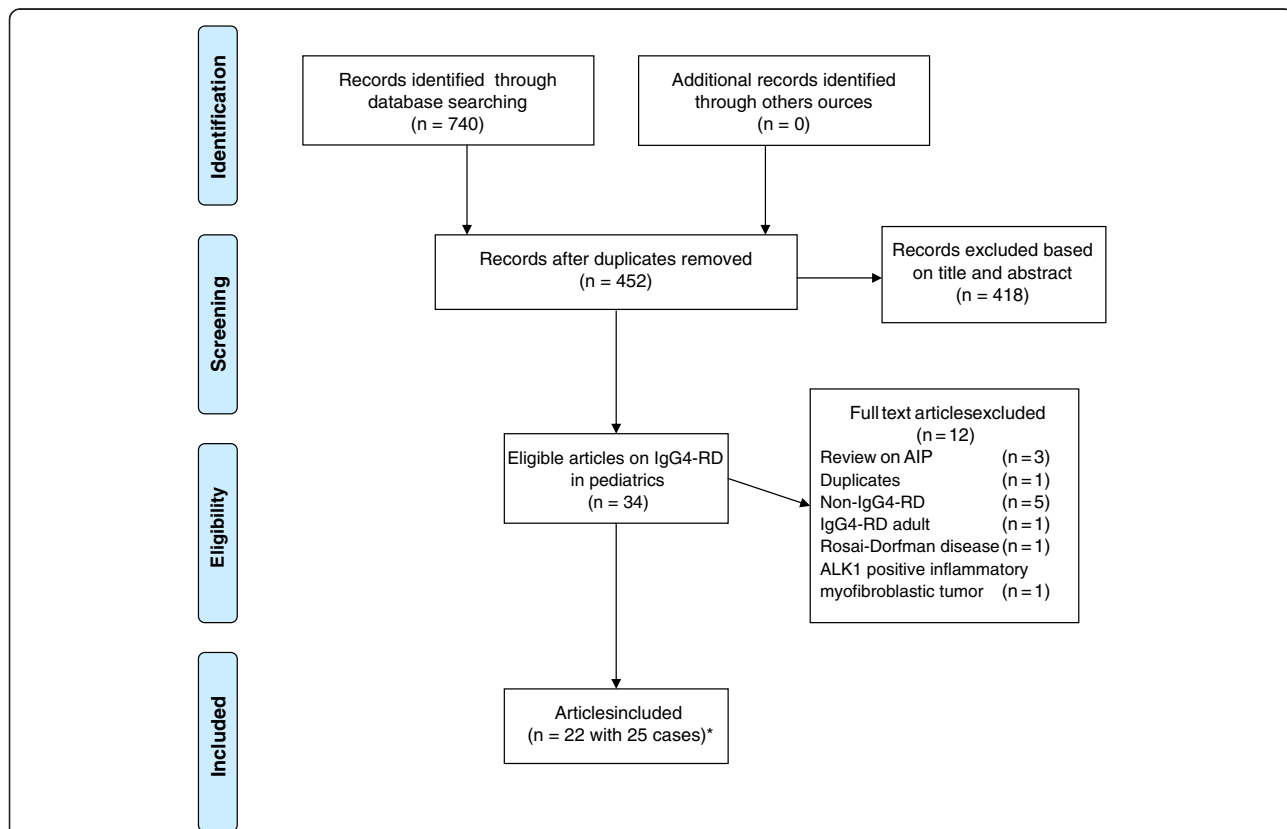 Identification
Records identified through
database searching
(n = 740)
Additional records identified
through others ources
(n = 0)
Screening
Records after duplicates removed
(n = 452)
Records excluded based
on title and abstract
(n = 418)
Eligibility
Eligible articles on IgG4-RD
in pediatrics
(n = 34)
Full text articlesexcluded
(n = 12)
Review on AIP (n = 3)
Duplicates (n = 1)
Non-IgG4-RD (n = 5)
IgG4-RD adult (n = 1)
Rosai-Dorfman disease (n = 1)
ALK1 positive inflammatory
myofibroblastic tumor (n = 1)
Included
Articlesincluded
(n = 22 with 25 cases)*